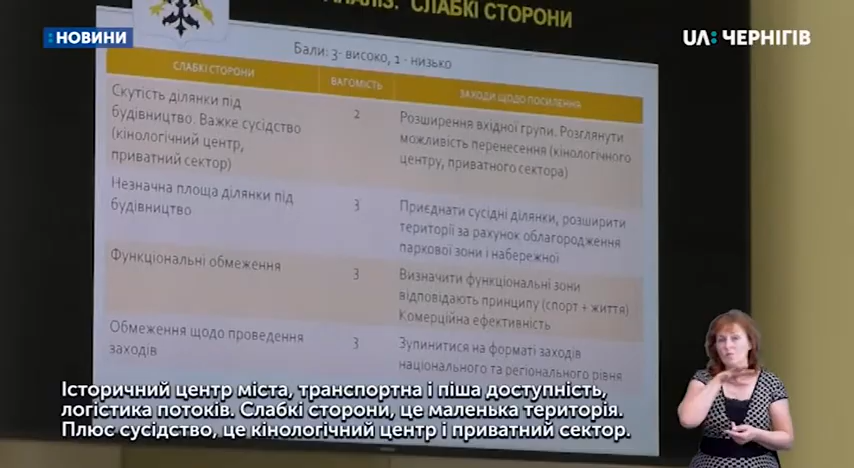 АНАЛІЗ. СЛАБКІ СТОРОНИ
НОВИНИ
UA: ЧЕРНІГІВ
Бали: 3- високо, 1 - низько
СЛАБКІ СТОРОНИ
ВАГОМІСТЬ
ЗАХОДИ ЩОДО ПОСИЛЕННЯ
Скутість ділянки під
будівництво. Важке сусідство
(кінологічний центр,
приватний сектор)
2
Розширення вхідної групи. Розглянути
можливість перенесення (кінологічного
центру, приватного сектора)
Незначна площа ділянки під
будівництво
3
Приєднати сусідні ділянки, розширити
території за рахунок облагородження
паркової зони і набережної
Функціональні обмеження
3
Визначити функціональні зони
відповідають принципу (спорт + життя)
Комерційна ефективність
Обмеження щодо проведення
заходів
3
Зупинитися на форматі заходів
національного та регіонального рівня
Історичний центр міста, транспортна і піша доступність,
логістика потоків. Слабкі сторони, це маленька територія.
Плюс сусідство, це кінологічний центр і приватний сектор.